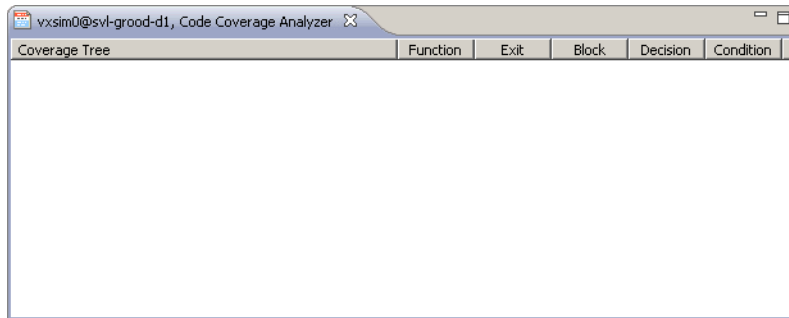 vxsim0@svl-grood-d1, Code Coverage Analyzer
Coverage Tree Function Exit Block Decision Condition